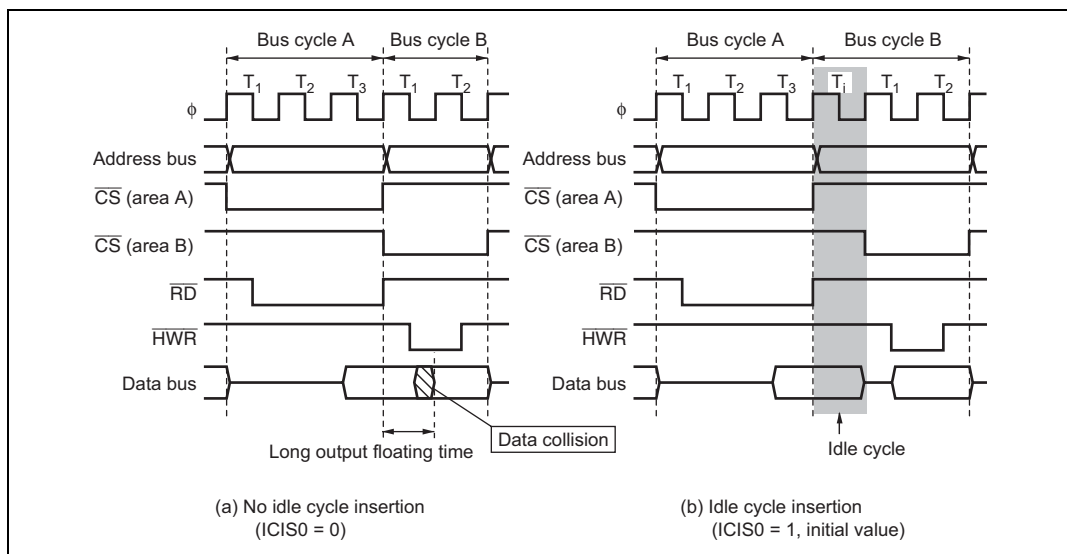 Bus cycle A Bus cycle B
T1 T2 T3 T1 T2
ϕ
Address bus
CS (area A)
CS (area B)
RD
HWR
Data bus
Data collision
Long output floating time
(a) No idle cycle insertion
(ICIS0 = 0)
Bus cycle A Bus cycle B
T1 T2 T3 Ti T1 T2
ϕ
Address bus
CS (area A)
CS (area B)
RD
HWR
Data bus
Idle cycle
(b) Idle cycle insertion
(ICIS0 = 1, initial value)